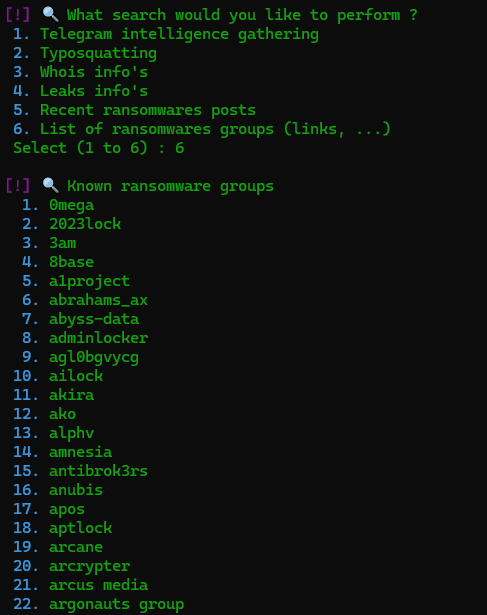 [!] 🔍 What search would you like to perform ?
1. Telegram intelligence gathering
2. Typosquatting
3. Whois info's
4. Leaks info's
5. Recent ransomwares posts
6. List of ransomwares groups (links, ...)
Select (1 to 6) : 6
[!] 🔍 Known ransomware groups
1. 0mega
2. 2023lock
3. 3am
4. 8base
5. a1project
6. abrahams_ax
7. abyss-data
8. adminlocker
9. agl0bgvycg
10. ailock
11. akira
12. ako
13. alphv
14. amnesia
15. antibrok3rs
16. anubis
17. apos
18. aptlock
19. arcane
20. arcrypter
21. arcus media
22. argonauts group